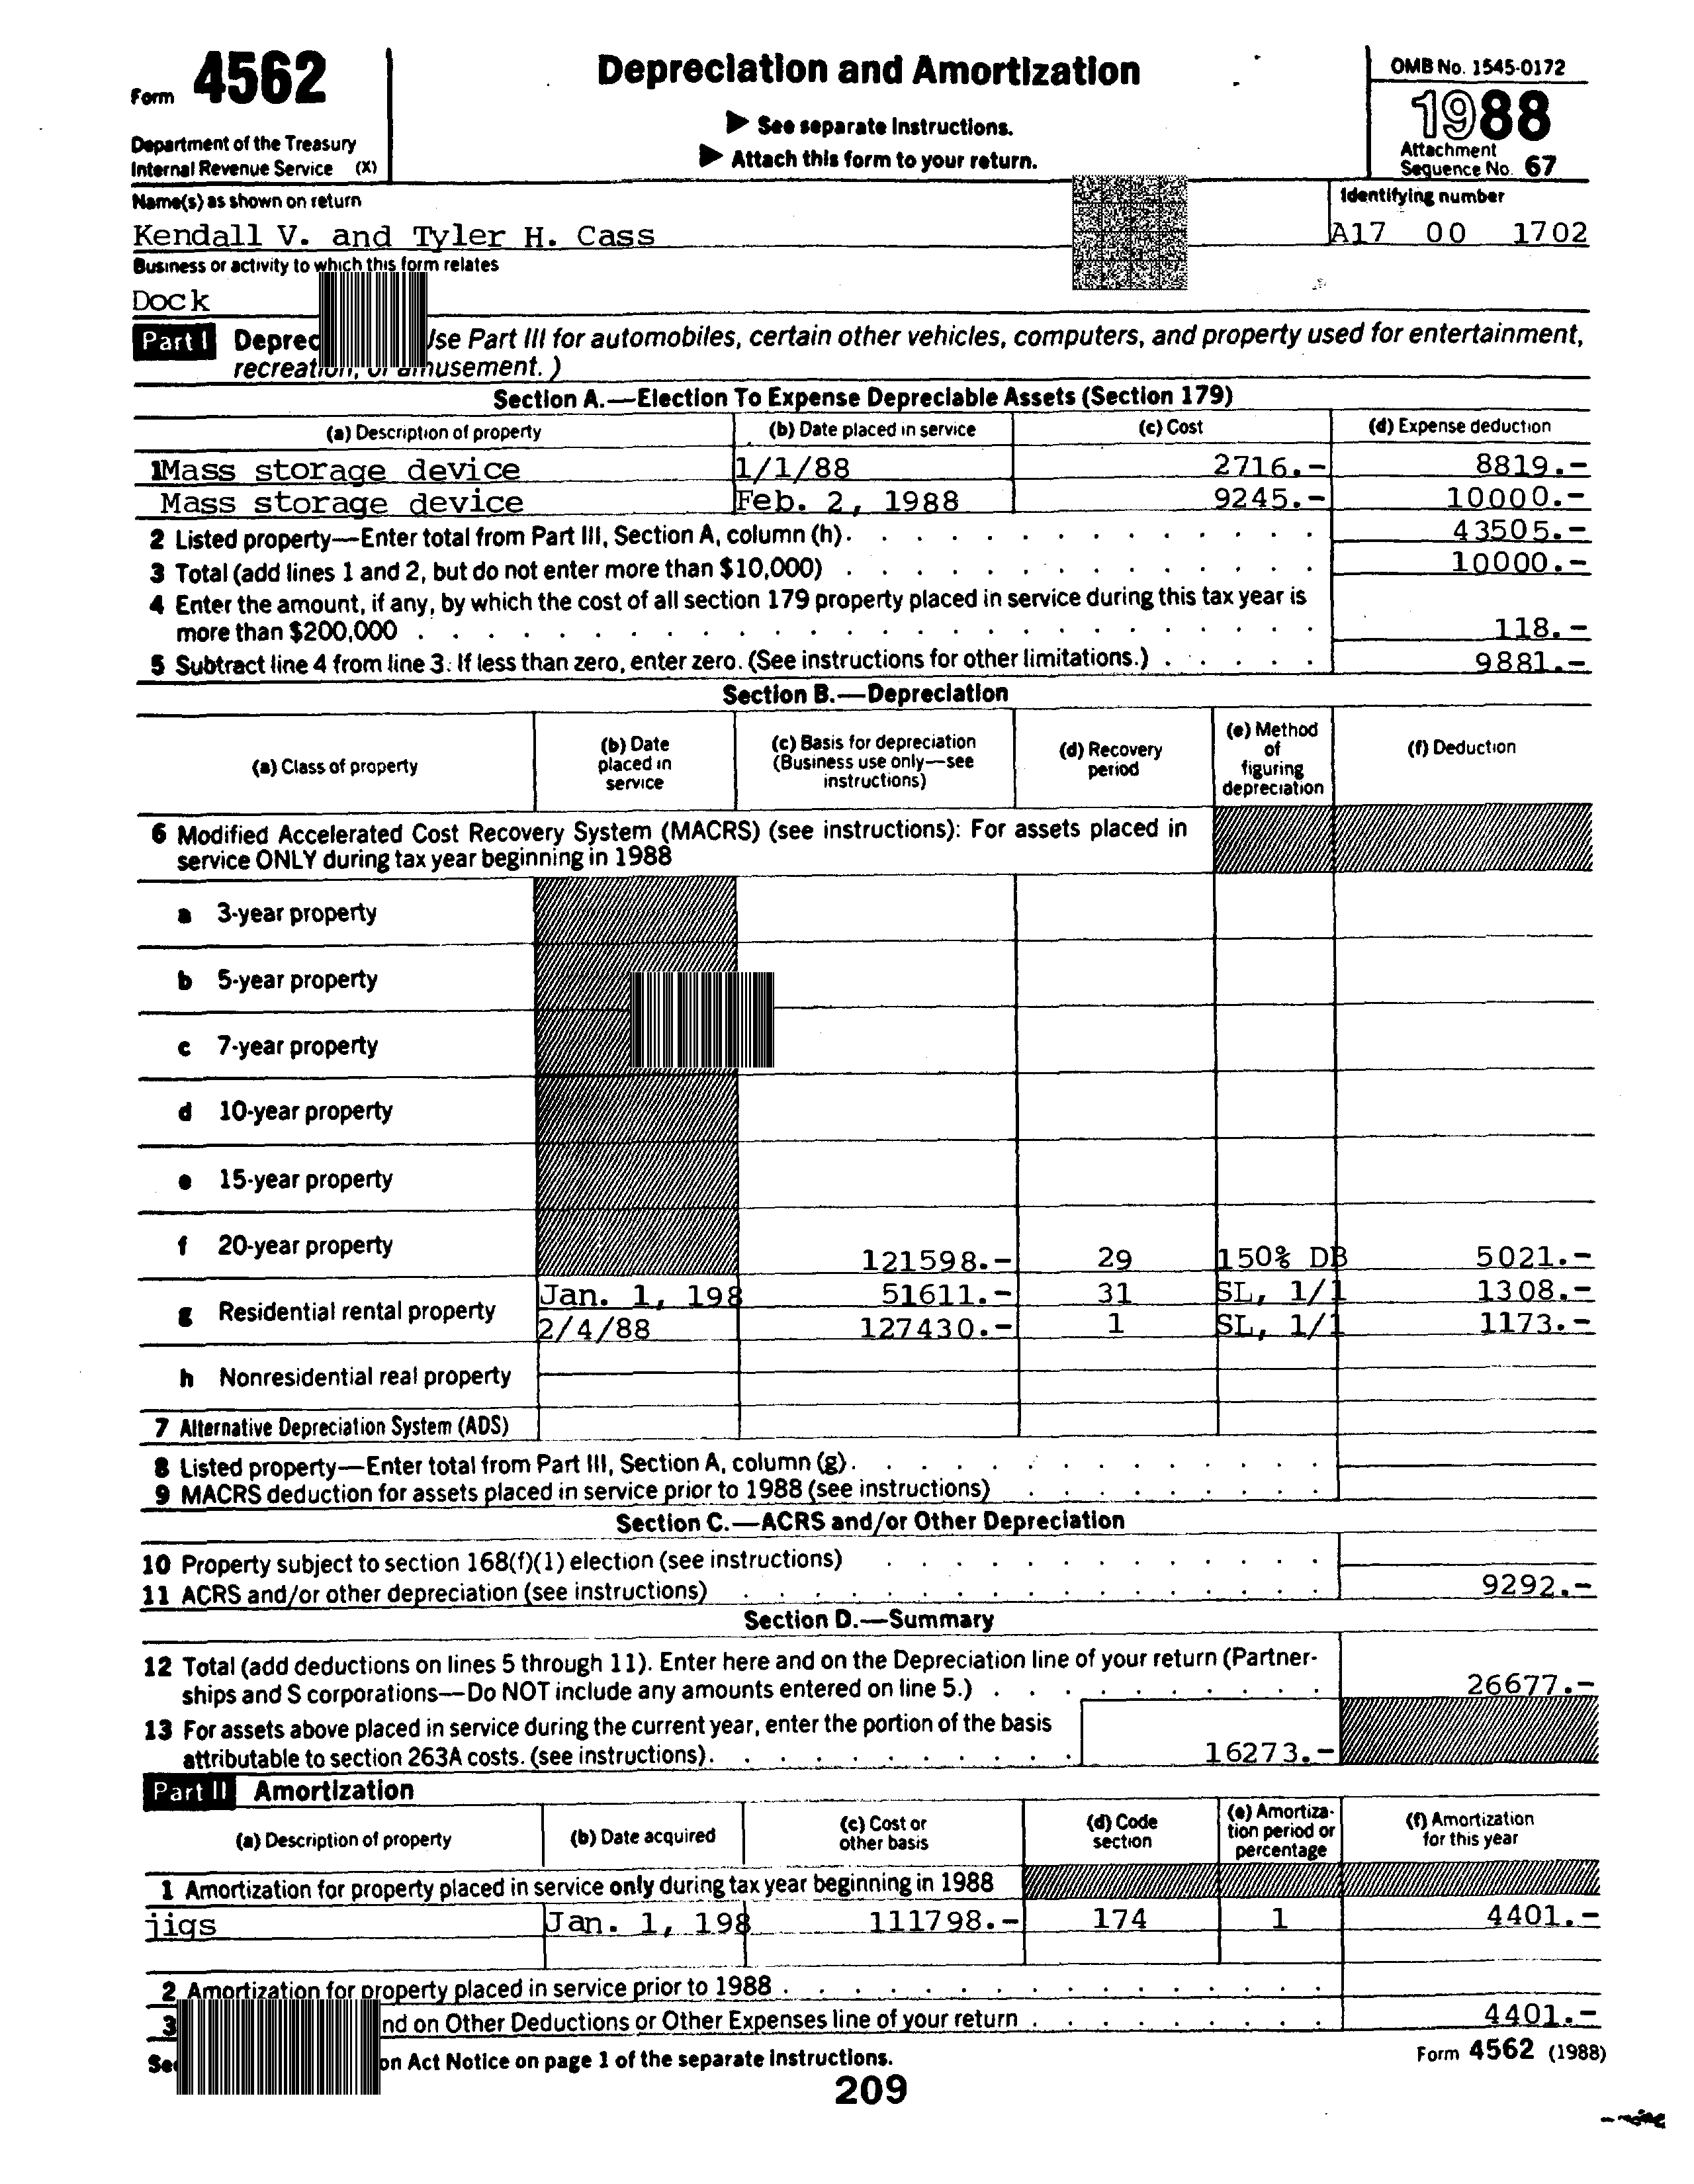 Form 4562
Department of the Treasury
Internal Revenue Service (X)
Depreciation and Amortization
▶ See separate instructions.
▶ Attach this form to your return.
OMB No. 1545-0172
1988
Attachment
Sequence No. 67
Name(s) as shown on return
Identifying number
Kendall V. and Tyler H. Cass
A17 00 1702
Business or activity to which this form relates
Dock
Part I Deprec Use Part III for automobiles, certain other vehicles, computers, and property used for entertainment,
recreation, or amusement.)
Section A.—Election To Expense Depreciable Assets (Section 179)
(a) Description of property (b) Date placed in service (c) Cost (d) Expense deduction
1 Mass storage device 1/1/88 2716.- 8819.-
Mass storage device Feb. 2, 1988 9245.- 10000.-
2 Listed property—Enter total from Part III, Section A, column (h). 43505.-
3 Total (add lines 1 and 2, but do not enter more than $10,000) 10000.-
4 Enter the amount, if any, by which the cost of all section 179 property placed in service during this tax year is
more than $200,000 118.-
5 Subtract line 4 from line 3. If less than zero, enter zero. (See instructions for other limitations.) 9881.-
Section B.—Depreciation
(a) Class of property
(b) Date
placed in
service
(c) Basis for depreciation
(Business use only—see
instructions)
(d) Recovery
period
(e) Method
of
figuring
depreciation
(f) Deduction
6 Modified Accelerated Cost Recovery System (MACRS) (see instructions): For assets placed in
service ONLY during tax year beginning in 1988
a 3-year property
b 5-year property
c 7-year property
d 10-year property
e 15-year property
f 20-year property 121598.- 29 150% DB 5021.-
Jan. 1, 198 51611.- 31 SL, 1/1 1308.-
g Residential rental property
2/4/88 127430.- 1 SL, 1/1 1173.-
h Nonresidential real property
7 Alternative Depreciation System (ADS)
8 Listed property—Enter total from Part III, Section A, column (g).
9 MACRS deduction for assets placed in service prior to 1988 (see instructions)
Section C.—ACRS and/or Other Depreciation
10 Property subject to section 168(f)(1) election (see instructions)
11 ACRS and/or other depreciation (see instructions) 9292.-
Section D.—Summary
12 Total (add deductions on lines 5 through 11). Enter here and on the Depreciation line of your return (Partner-
ships and S corporations—Do NOT include any amounts entered on line 5.) 26677.-
13 For assets above placed in service during the current year, enter the portion of the basis
attributable to section 263A costs. (see instructions). 16273.-
Part II Amortization
(a) Description of property
(b) Date acquired
(c) Cost or
other basis
(d) Code
section
(e) Amortiza-
tion period or
percentage
(f) Amortization
for this year
1 Amortization for property placed in service only during tax year beginning in 1988
jigs Jan. 1, 198 111798.- 174 1 4401.-
2 Amortization for property placed in service prior to 1988
3 nd on Other Deductions or Other Expenses line of your return 4401.-
See on Act Notice on page 1 of the separate instructions.
Form 4562 (1988)
209